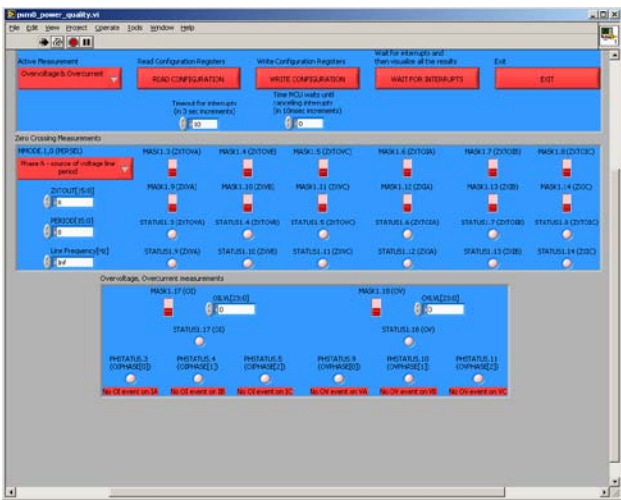 psm0_power_quality.vi
File Edit View Project Operate Tools Window Help
Active Measurement
Read Configuration Registers
Write Configuration Registers
Wait for interrupts and
then visualize all the results
Exit
Overvoltage & Overcurrent
READ CONFIGURATION
WRITE CONFIGURATION
WAIT FOR INTERRUPTS
EXIT
Timeout for interrupts
(in 3 sec increments)
10
Time MCU waits until
canceling interrupts
(in 10msec increments)
0
Zero Crossing Measurements
MMODE.1,0 (PERSEL)
Phase A - source of voltage line
period
MASK1.3 (ZXTOVA)
MASK1.4 (ZXTOVB)
MASK1.5 (ZXTOVC)
MASK1.6 (ZXTOIA)
MASK1.7 (ZXTOIB)
MASK1.8 (ZXTOIC)
MASK1.9 (ZXVA)
MASK1.10 (ZXVB)
MASK1.11 (ZXVC)
MASK1.12 (ZXIA)
MASK1.13 (ZXIB)
MASK1.14 (ZXIC)
ZXTOUT[15:0]
PERIOD[15:0]
Line Frequency[Hz]
Inf
STATUS1.3 (ZXTOVA)
STATUS1.4 (ZXTOVB)
STATUS1.5 (ZXTOVC)
STATUS1.6 (ZXTOIA)
STATUS1.7 (ZXTOIB)
STATUS1.8 (ZXTOIC)
STATUS1.9 (ZXVA)
STATUS1.10 (ZXVB)
STATUS1.11 (ZXVC)
STATUS1.12 (ZXIA)
STATUS1.13 (ZXIB)
STATUS1.14 (ZXIC)
Overvoltage, Overcurrent measurements
MASK1.17 (OI)
OILVL[23:0]
0
MASK1.18 (OV)
OVLVL[23:0]
0
STATUS1.17 (OI)
STATUS1.18 (OV)
PHSTATUS.3
(OIPHASE[0])
PHSTATUS.4
(OIPHASE[1])
PHSTATUS.5
(OIPHASE[2])
PHSTATUS.9
(OVPHASE[0])
PHSTATUS.10
(OVPHASE[1])
PHSTATUS.11
(OVPHASE[2])
No OI event on IA
No OI event on IB
No OI event on IC
No OV event on VA
No OV event on VB
No OV event on VC